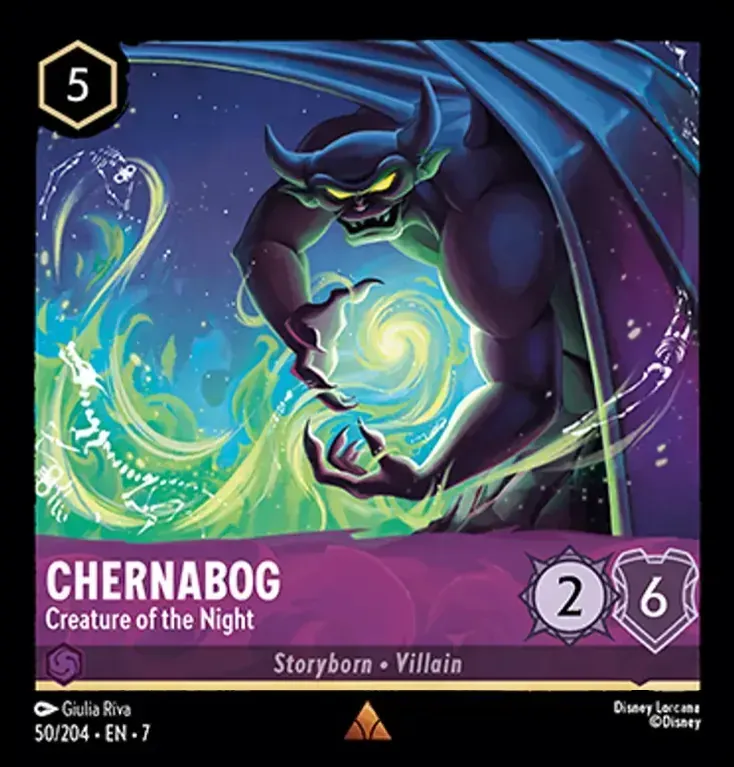 5
CHERNABOG
Creature of the Night
2
6
Storyborn • Villain
Giulia Riva
50/204 • EN • 7
Disney Lorcana
©Disney